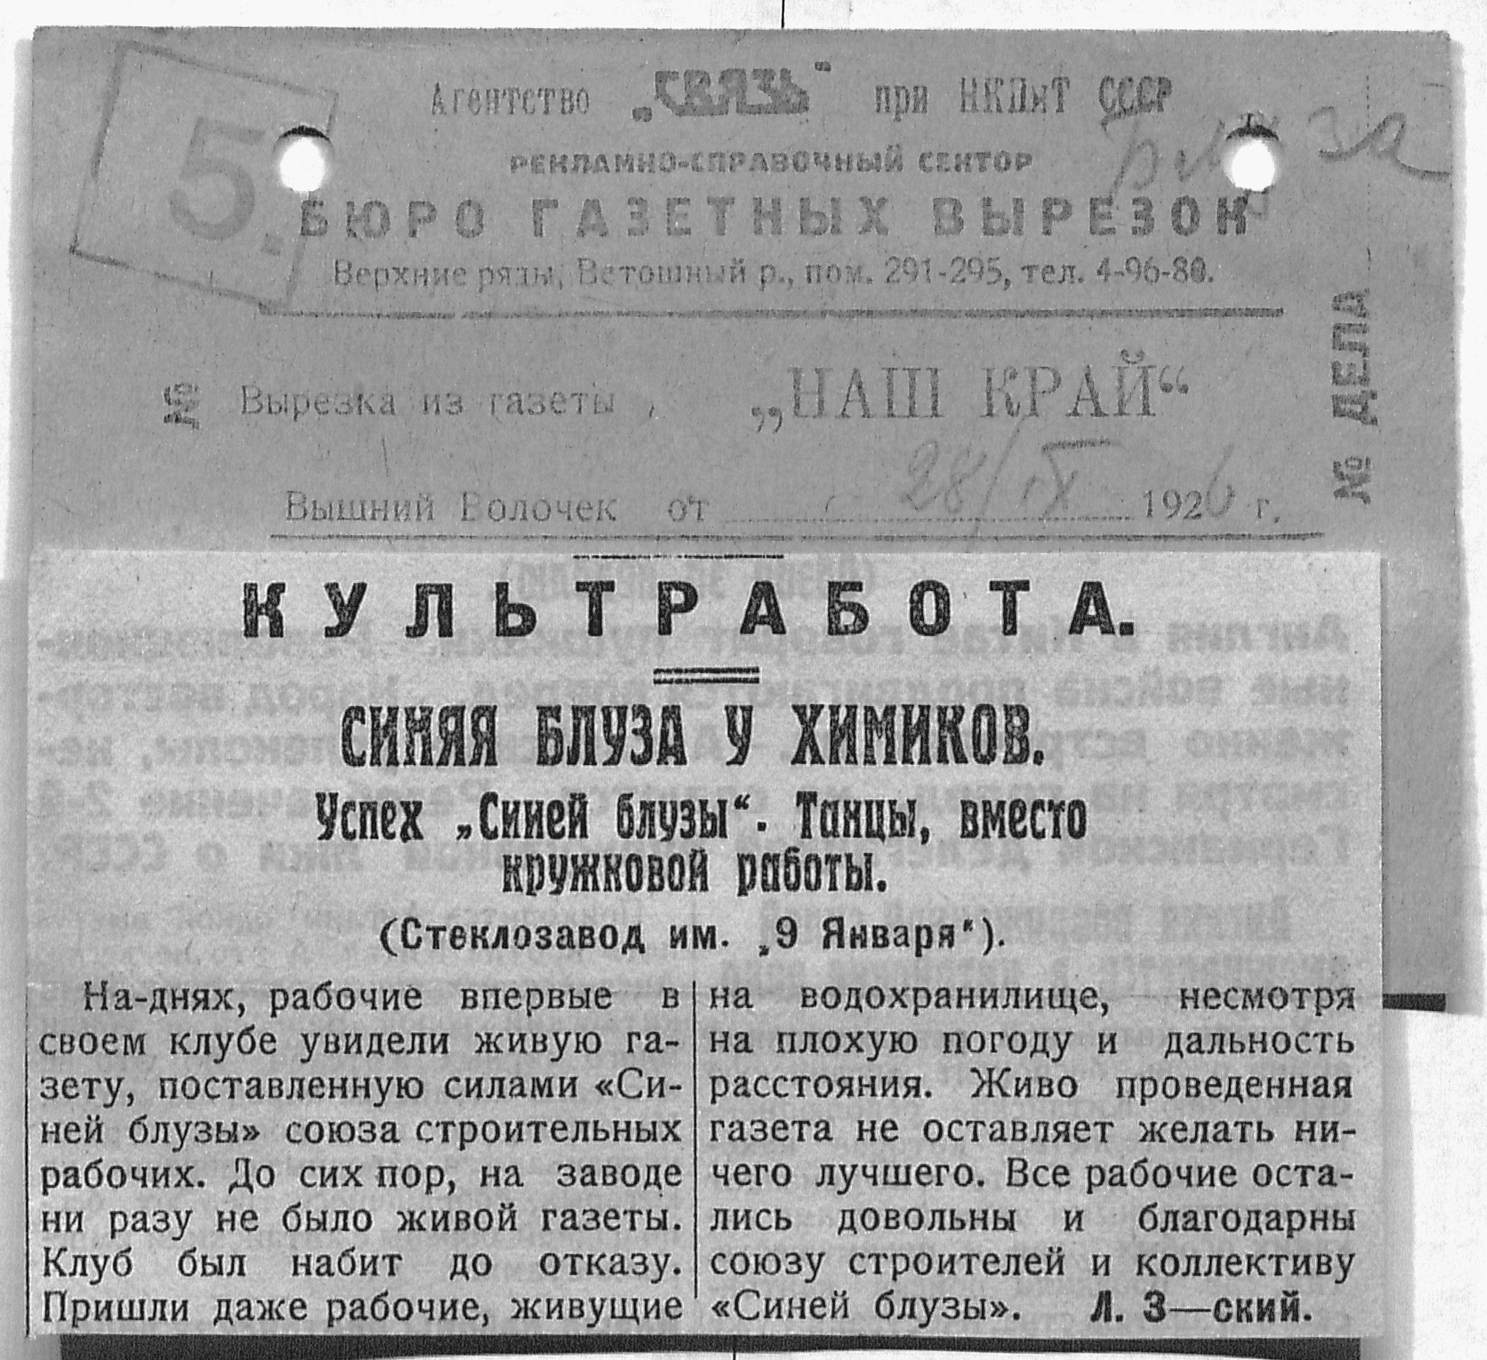 5.
Агентство „СВЯЗЬ" при НКПиТ СССР
РЕКЛАМНО-СПРАВОЧНЫЙ СЕКТОР
БЮРО ГАЗЕТНЫХ ВЫРЕЗОК
Верхние ряды, Ветошный р., пом. 291-295, тел. 4-96-80.
№ ДЕЛА
№ Вырезка из газеты „НАШ КРАЙ“
Вышний Волочек от 28/IX 1926 г.
КУЛЬТРАБОТА.
СИНЯЯ БЛУЗА У ХИМИКОВ.
Успех „Синей блузы“. Танцы, вместо
кружковой работы.
(Стеклозавод им. „9 Января").
На-днях, рабочие впервые в
своем клубе увидели живую га-
зету, поставленную силами «Си-
ней блузы» союза строительных
рабочих. До сих пор, на заводе
ни разу не было живой газеты.
Клуб был набит до отказу.
Пришли даже рабочие, живущие
на водохранилище, несмотря
на плохую погоду и дальность
расстояния. Живо проведенная
газета не оставляет желать ни-
чего лучшего. Все рабочие оста-
лись довольны и благодарны
союзу строителей и коллективу
«Синей блузы». Л. З—ский.